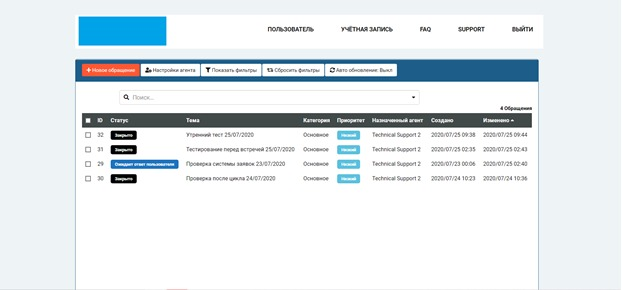 ПОЛЬЗОВАТЕЛЬ УЧЁТНАЯ ЗАПИСЬ FAQ SUPPORT ВЫЙТИ
+ Новое обращение Настройки агента Показать фильтры Сбросить фильтры Авто обновление: Выкл
Поиск...
4 Обращения
ID Статус Тема Категория Приоритет Назначенный агент Создано Изменено
32 Закрыто Утренний тест 25/07/2020 Основное Низкий Technical Support 2 2020/07/25 09:38 2020/07/25 09:44
31 Закрыто Тестирование перед встречей 25/07/2020 Основное Низкий Technical Support 2 2020/07/25 02:35 2020/07/25 02:43
29 Ожидает ответ пользователя Проверка системы заявок 23/07/2020 Основное Низкий Technical Support 2 2020/07/23 00:06 2020/07/25 02:40
30 Закрыто Проверка после цикла 24/07/2020 Основное Низкий Technical Support 2 2020/07/24 10:23 2020/07/24 10:36